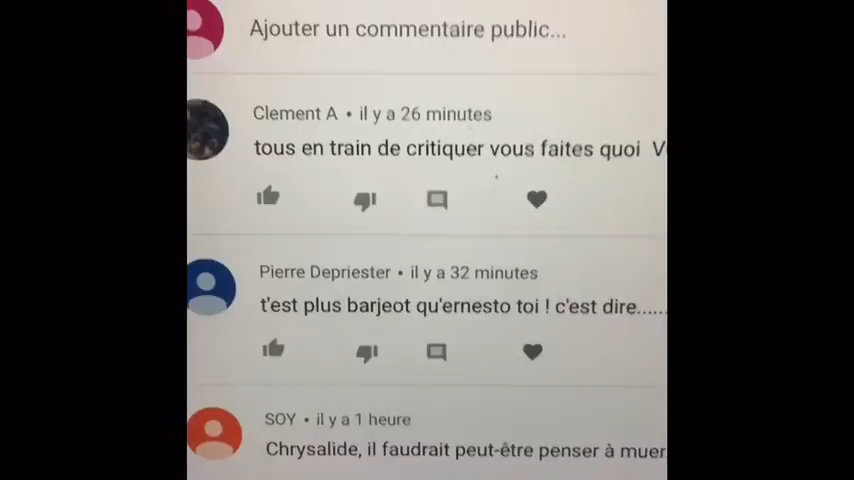 Ajouter un commentaire public...
Clement A • il y a 26 minutes
tous en train de critiquer vous faites quoi V
Pierre Depriester • il y a 32 minutes
t'est plus barjeot qu'ernesto toi ! c'est dire......
SOY • il y a 1 heure
Chrysalide, il faudrait peut-être penser à muer